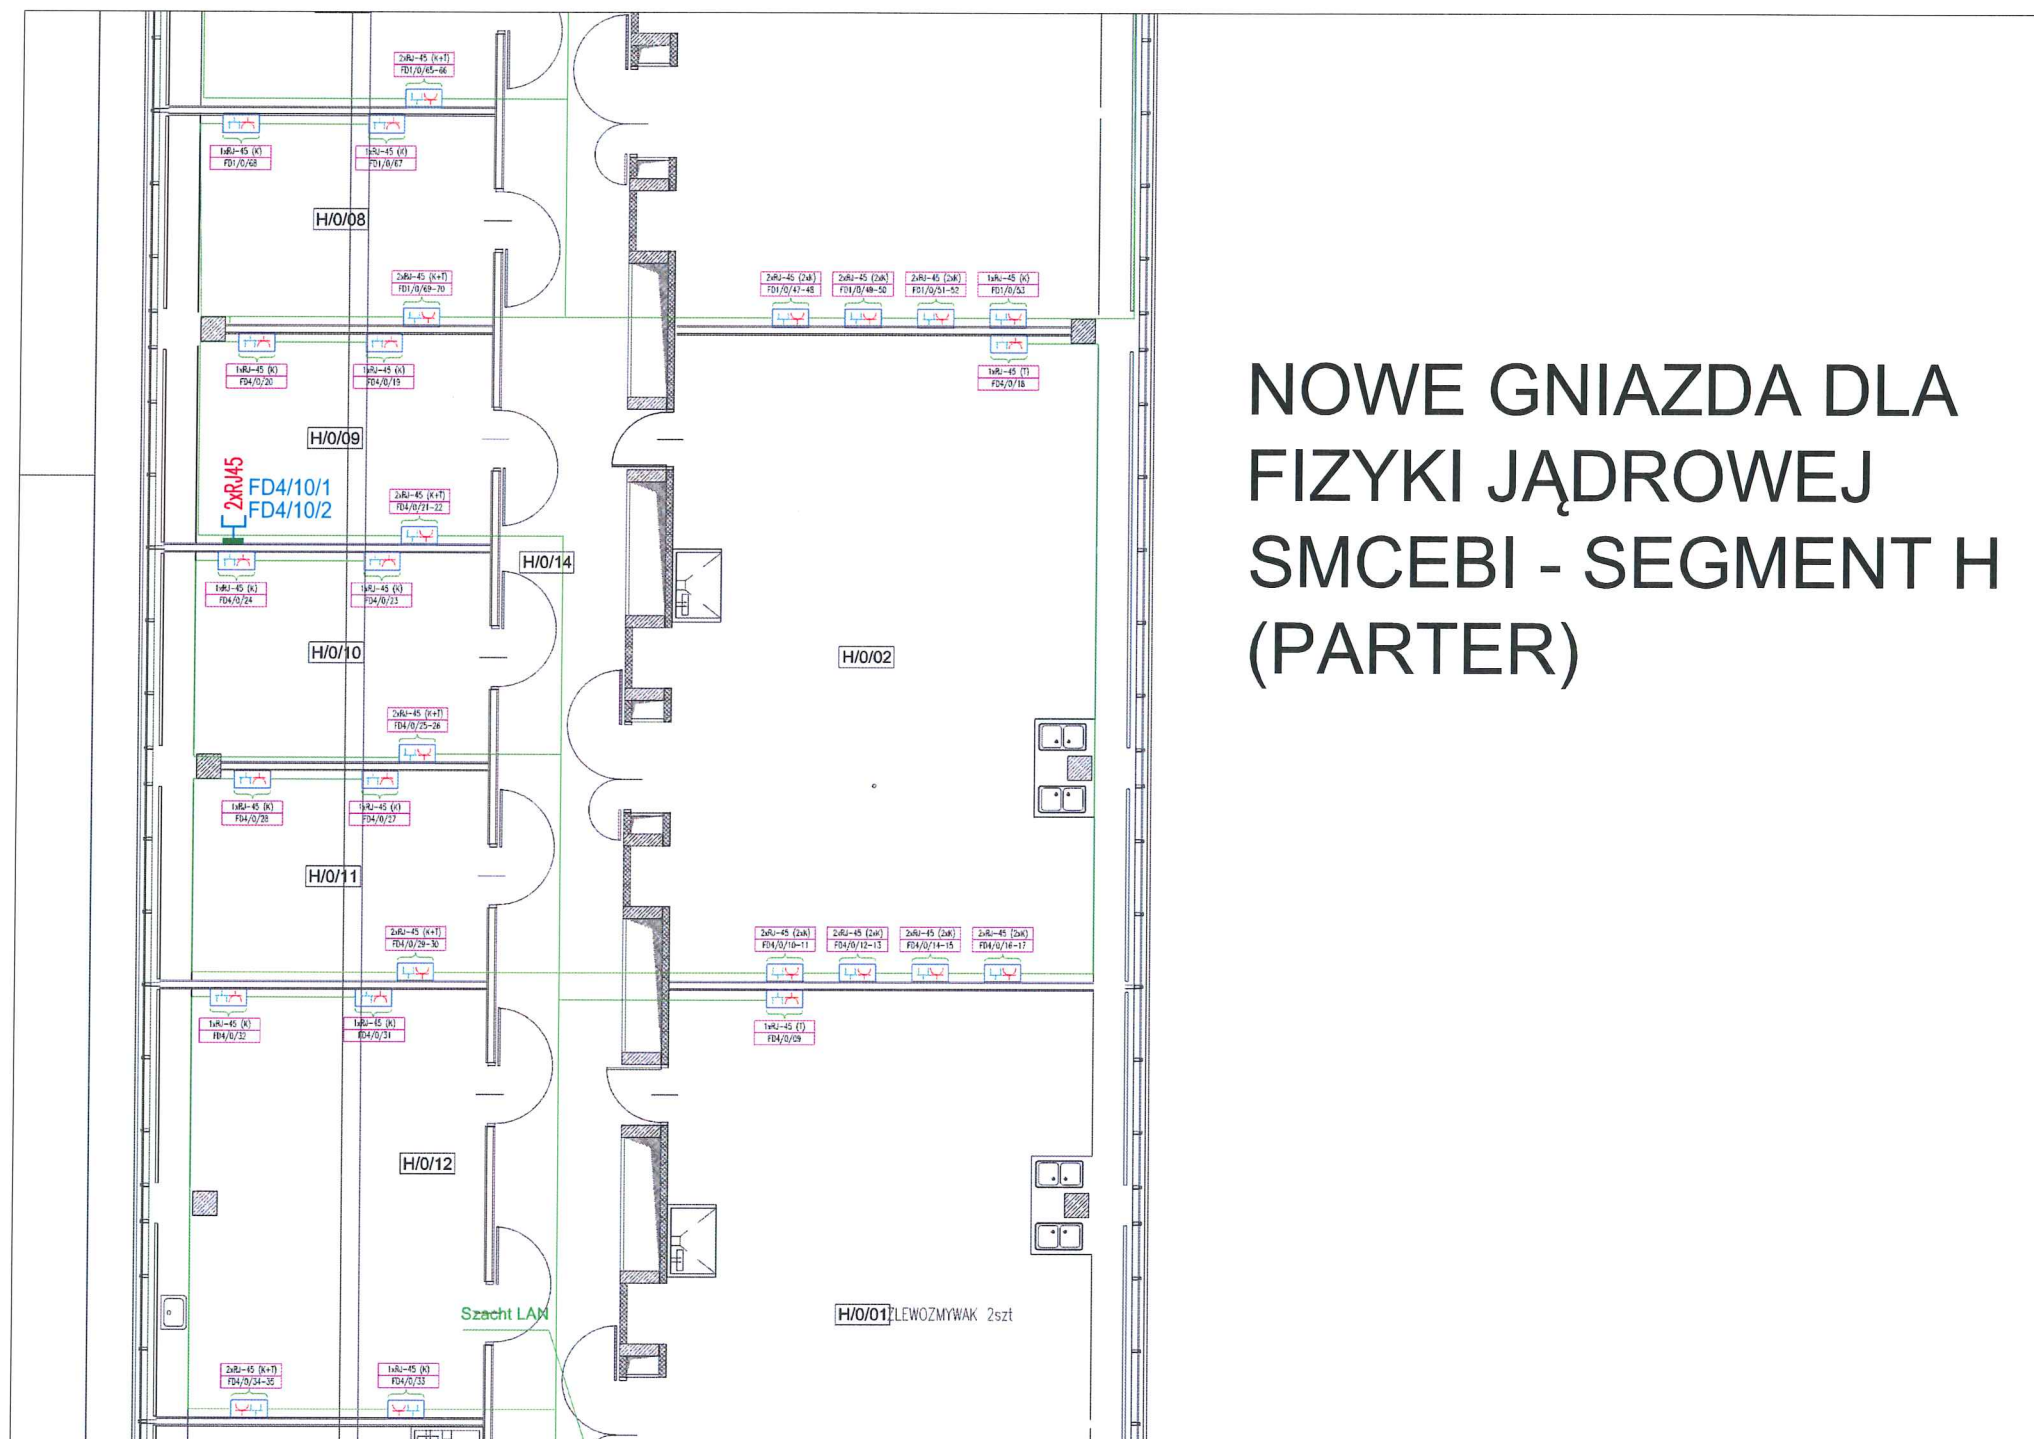 2xRJ-45 (K+T)
FD1/0/65-66
1xRJ-45 (K)
FD1/0/68
1xRJ-45 (K)
FD1/0/67
H/0/08
2xRJ-45 (K+T)
FD1/0/69-70
2xRJ-45 (2xK)
FD1/0/47-48
2xRJ-45 (2xK)
FD1/0/49-50
2xRJ-45 (2xK)
FD1/0/51-52
1xRJ-45 (K)
FD1/0/53
1xRJ-45 (K)
FD4/0/20
1xRJ-45 (K)
FD4/0/19
1xRJ-45 (T)
FD4/0/18
H/0/09
2xRJ45
FD4/10/1
FD4/10/2
2xRJ-45 (K+T)
FD4/0/21-22
H/0/14
1xRJ-45 (K)
FD4/0/24
1xRJ-45 (K)
FD4/0/23
H/0/10
H/0/02
2xRJ-45 (K+T)
FD4/0/25-26
1xRJ-45 (K)
FD4/0/28
1xRJ-45 (K)
FD4/0/27
H/0/11
2xRJ-45 (K+T)
FD4/0/29-30
2xRJ-45 (2xK)
FD4/0/10-11
2xRJ-45 (2xK)
FD4/0/12-13
2xRJ-45 (2xK)
FD4/0/14-15
2xRJ-45 (2xK)
FD4/0/16-17
1xRJ-45 (K)
FD4/0/32
1xRJ-45 (K)
FD4/0/31
1xRJ-45 (T)
FD4/0/09
H/0/12
Szacht LAN
H/0/01
ZLEWOZMYWAK 2szt
2xRJ-45 (K+T)
FD4/0/34-35
1xRJ-45 (K)
FD4/0/33
NOWE GNIAZDA DLA
FIZYKI JĄDROWEJ
SMCEBI - SEGMENT H
(PARTER)